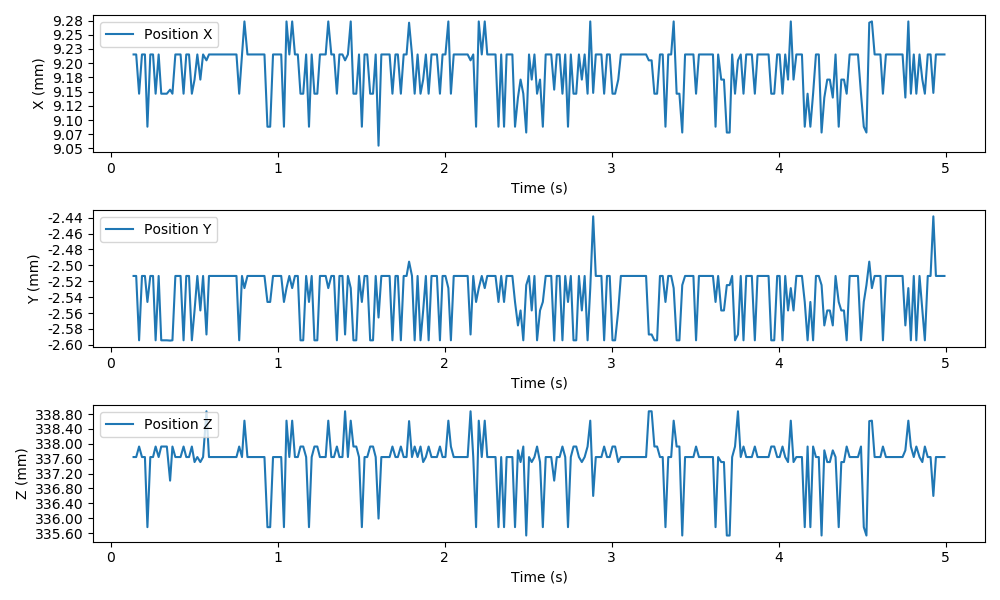 9.28
9.25
9.23
9.20
9.18
9.15
9.12
9.10
9.07
9.05
X (mm)
Position X
0 1 2 3 4 5
Time (s)
-2.44
-2.46
-2.48
-2.50
-2.52
-2.54
-2.56
-2.58
-2.60
Y (mm)
Position Y
0 1 2 3 4 5
Time (s)
338.80
338.40
338.00
337.60
337.20
336.80
336.40
336.00
335.60
Z (mm)
Position Z
0 1 2 3 4 5
Time (s)